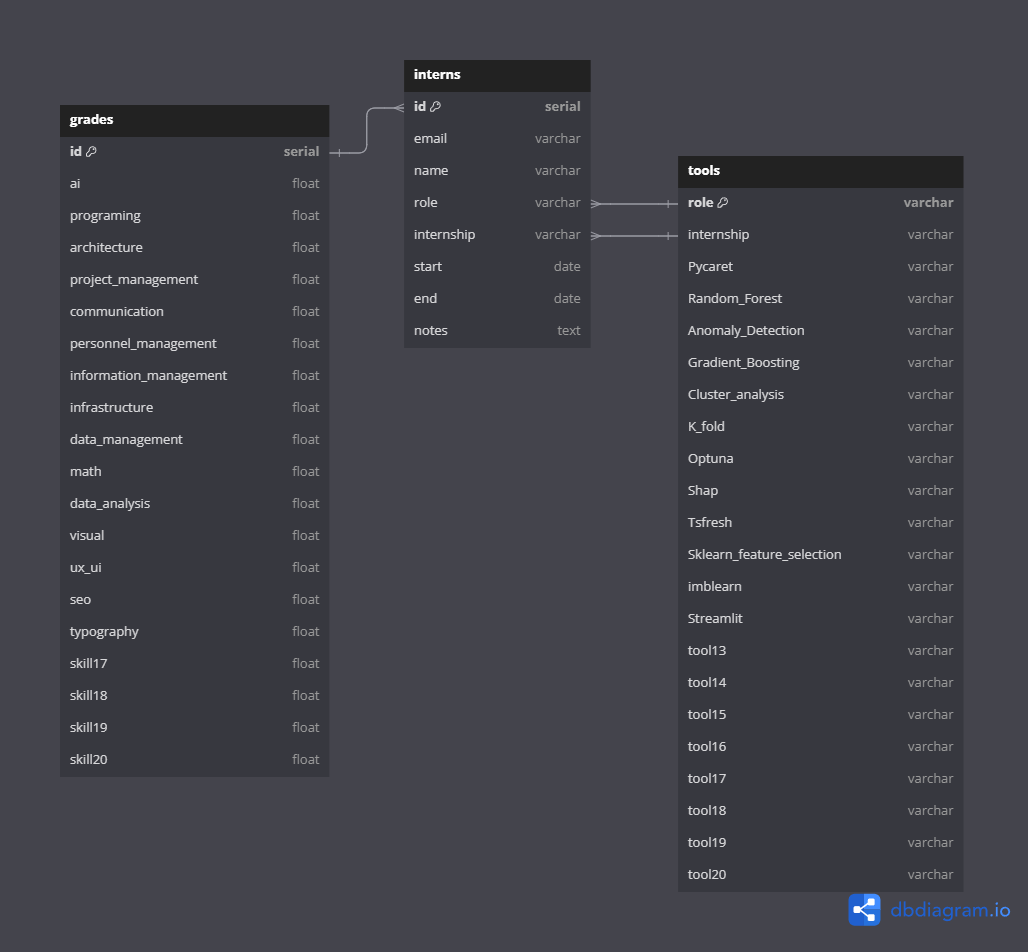 grades
id serial
ai float
programing float
architecture float
project_management float
communication float
personnel_management float
information_management float
infrastructure float
data_management float
math float
data_analysis float
visual float
ux_ui float
seo float
typography float
skill17 float
skill18 float
skill19 float
skill20 float
interns
id serial
email varchar
name varchar
role varchar
internship varchar
start date
end date
notes text
tools
role varchar
internship varchar
Pycaret varchar
Random_Forest varchar
Anomaly_Detection varchar
Gradient_Boosting varchar
Cluster_analysis varchar
K_fold varchar
Optuna varchar
Shap varchar
Tsfresh varchar
Sklearn_feature_selection varchar
imblearn varchar
Streamlit varchar
tool13 varchar
tool14 varchar
tool15 varchar
tool16 varchar
tool17 varchar
tool18 varchar
tool19 varchar
tool20 varchar
dbdiagram.io